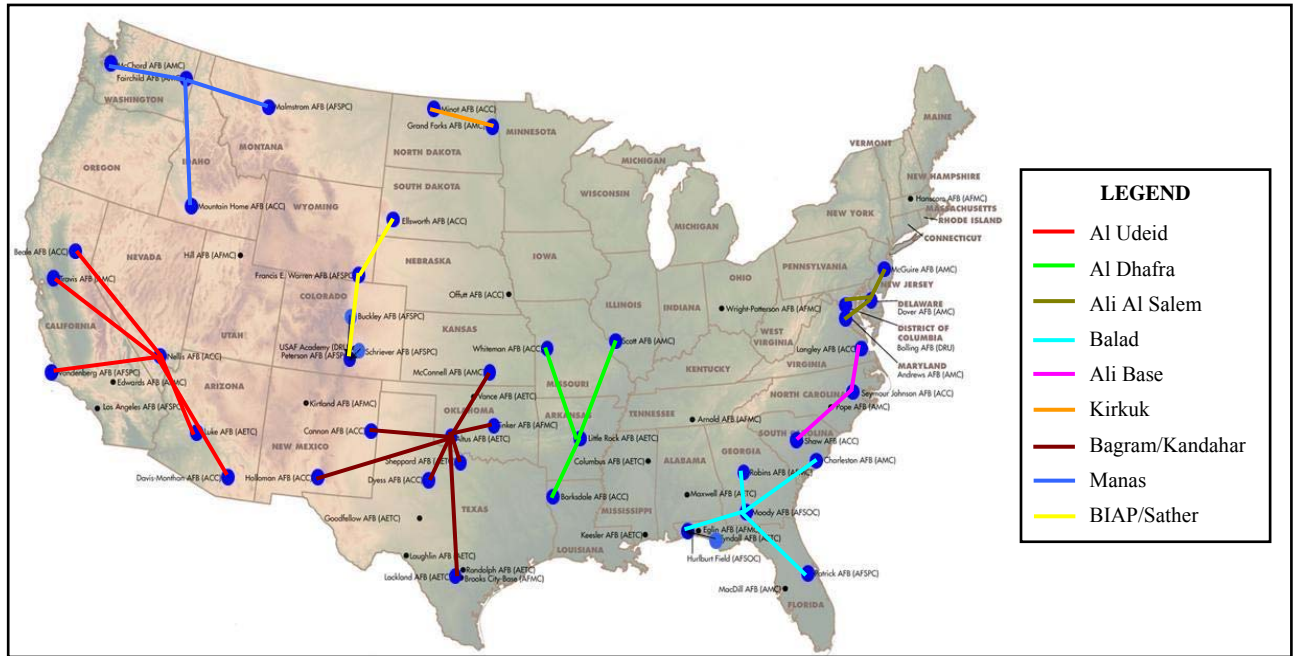 McChord AFB (AMC)
Fairchild AFB (AMC)
WASHINGTON
Malmstrom AFB (AFSPC)
MONTANA
OREGON
IDAHO
Mountain Home AFB (ACC)
Minot AFB (ACC)
Grand Forks AFB (AMC)
MINNESOTA
NORTH DAKOTA
SOUTH DAKOTA
WYOMING
Ellsworth AFB (ACC)
WISCONSIN
MICHIGAN
MICHIGAN
MAINE
VERMONT
NEW HAMPSHIRE
Hanscom AFB (AFMC)
MASSACHUSETTS
RHODE ISLAND
CONNECTICUT
NEW YORK
Beale AFB (ACC)
Travis AFB (AMC)
NEVADA
Hill AFB (AFMC)
Francis E. Warren AFB (AFSPC)
NEBRASKA
IOWA
Offutt AFB (ACC)
PENNSYLVANIA
McGuire AFB (AMC)
NEW JERSEY
OHIO
INDIANA
ILLINOIS
Wright-Patterson AFB (AFMC)
DELAWARE
Dover AFB (AMC)
DISTRICT OF
COLUMBIA
Bolling AFB (DRU)
MARYLAND
Andrews AFB (AMC)
COLORADO
Buckley AFB (AFSPC)
USAF Academy (DRU)
Peterson AFB (AFSPC)
Schriever AFB (AFSPC)
KANSAS
UTAH
CALIFORNIA
Nellis AFB (ACC)
Vandenberg AFB (AFSPC)
Edwards AFB (AFMC)
Los Angeles AFB (AFSPC)
ARIZONA
Whiteman AFB (ACC)
Scott AFB (AMC)
MISSOURI
McConnell AFB (AMC)
WEST
VIRGINIA
Langley AFB (ACC)
VIRGINIA
KENTUCKY
Kirtland AFB (AFMC)
Vance AFB (AETC)
OKLAHOMA
Tinker AFB (AFMC)
ARKANSAS
TENNESSEE
Arnold AFB (AFMC)
NORTH CAROLINA
Seymour Johnson AFB (ACC)
Pope AFB (AMC)
Luke AFB (AETC)
NEW MEXICO
Cannon AFB (ACC)
Altus AFB (AETC)
Little Rock AFB (AETC)
SOUTH CAROLINA
Shaw AFB (ACC)
Davis-Monthan AFB (ACC)
Holloman AFB (ACC)
Sheppard AFB (AETC)
Dyess AFB (ACC)
Columbus AFB (AETC)
ALABAMA
GEORGIA
Charleston AFB (AMC)
Robins AFB (AFMC)
Barksdale AFB (ACC)
MISSISSIPPI
Maxwell AFB (AETC)
Moody AFB (AFSOC)
TEXAS
Goodfellow AFB (AETC)
Keesler AFB (AETC)
Eglin AFB (AFMC)
Tyndall AFB (AETC)
Hurlburt Field (AFSOC)
LOUISIANA
Laughlin AFB (AETC)
Randolph AFB (AETC)
Lackland AFB (AETC)
Brooks City-Base (AFMC)
Patrick AFB (AFSPC)
MacDill AFB (AMC)
FLORIDA
LEGEND
Al Udeid
Al Dhafra
Ali Al Salem
Balad
Ali Base
Kirkuk
Bagram/Kandahar
Manas
BIAP/Sather